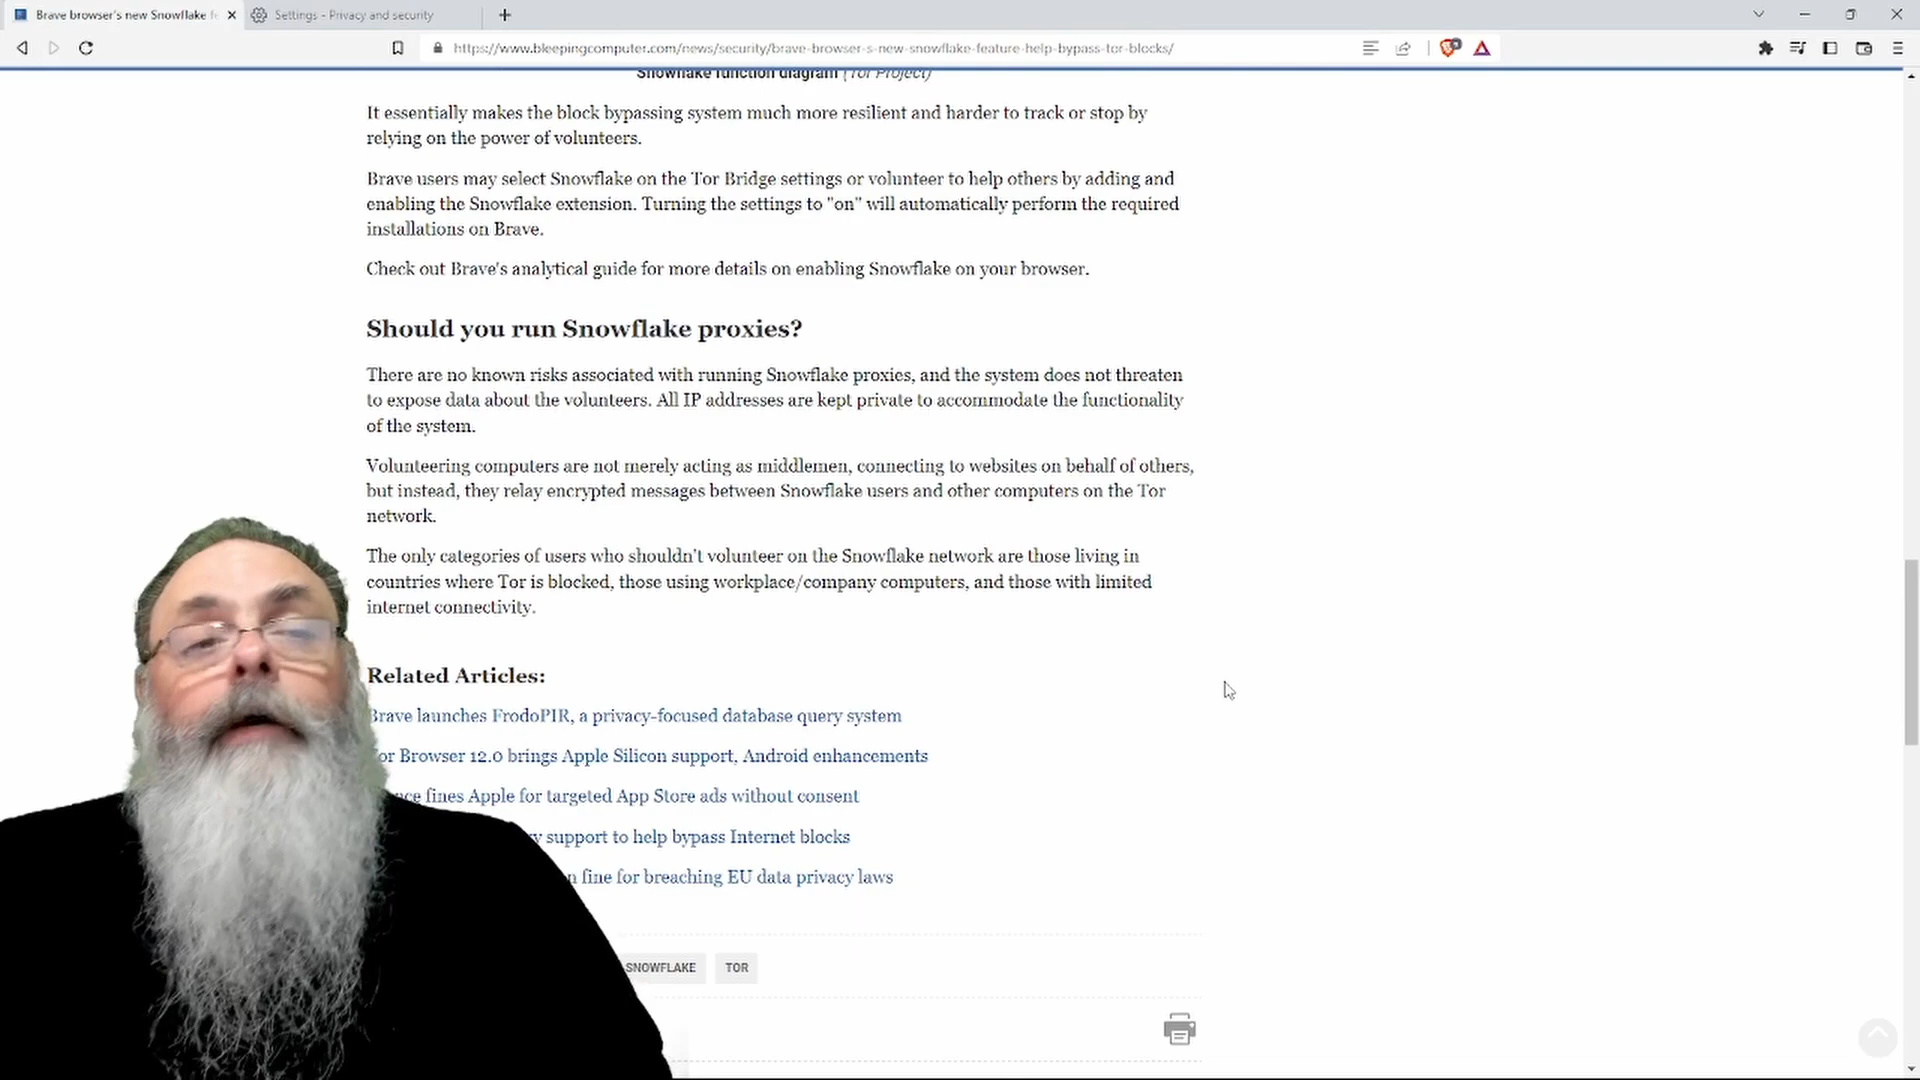 Brave browser's new Snowflake fe
Settings - Privacy and security
https://www.bleepingcomputer.com/news/security/brave-browser-s-new-snowflake-feature-help-bypass-tor-blocks/
Snowflake function diagram (Tor Project)
It essentially makes the block bypassing system much more resilient and harder to track or stop by
relying on the power of volunteers.
Brave users may select Snowflake on the Tor Bridge settings or volunteer to help others by adding and
enabling the Snowflake extension. Turning the settings to "on" will automatically perform the required
installations on Brave.
Check out Brave's analytical guide for more details on enabling Snowflake on your browser.
Should you run Snowflake proxies?
There are no known risks associated with running Snowflake proxies, and the system does not threaten
to expose data about the volunteers. All IP addresses are kept private to accommodate the functionality
of the system.
Volunteering computers are not merely acting as middlemen, connecting to websites on behalf of others,
but instead, they relay encrypted messages between Snowflake users and other computers on the Tor
network.
The only categories of users who shouldn't volunteer on the Snowflake network are those living in
countries where Tor is blocked, those using workplace/company computers, and those with limited
internet connectivity.
Related Articles:
Brave launches FrodoPIR, a privacy-focused database query system
or Browser 12.0 brings Apple Silicon support, Android enhancements
ce fines Apple for targeted App Store ads without consent
y support to help bypass Internet blocks
n fine for breaching EU data privacy laws
SNOWFLAKE
TOR